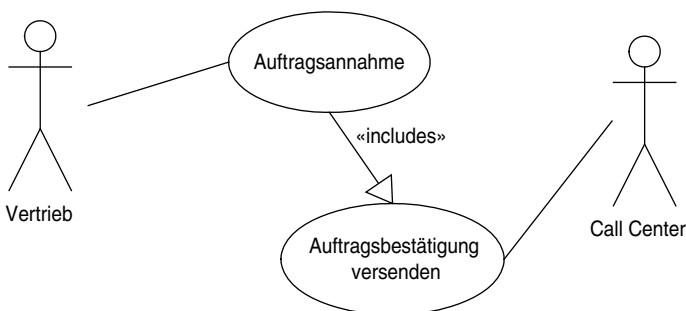 Auftragsannahme
«includes»
Vertrieb
Call Center
Auftragsbestätigung
versenden